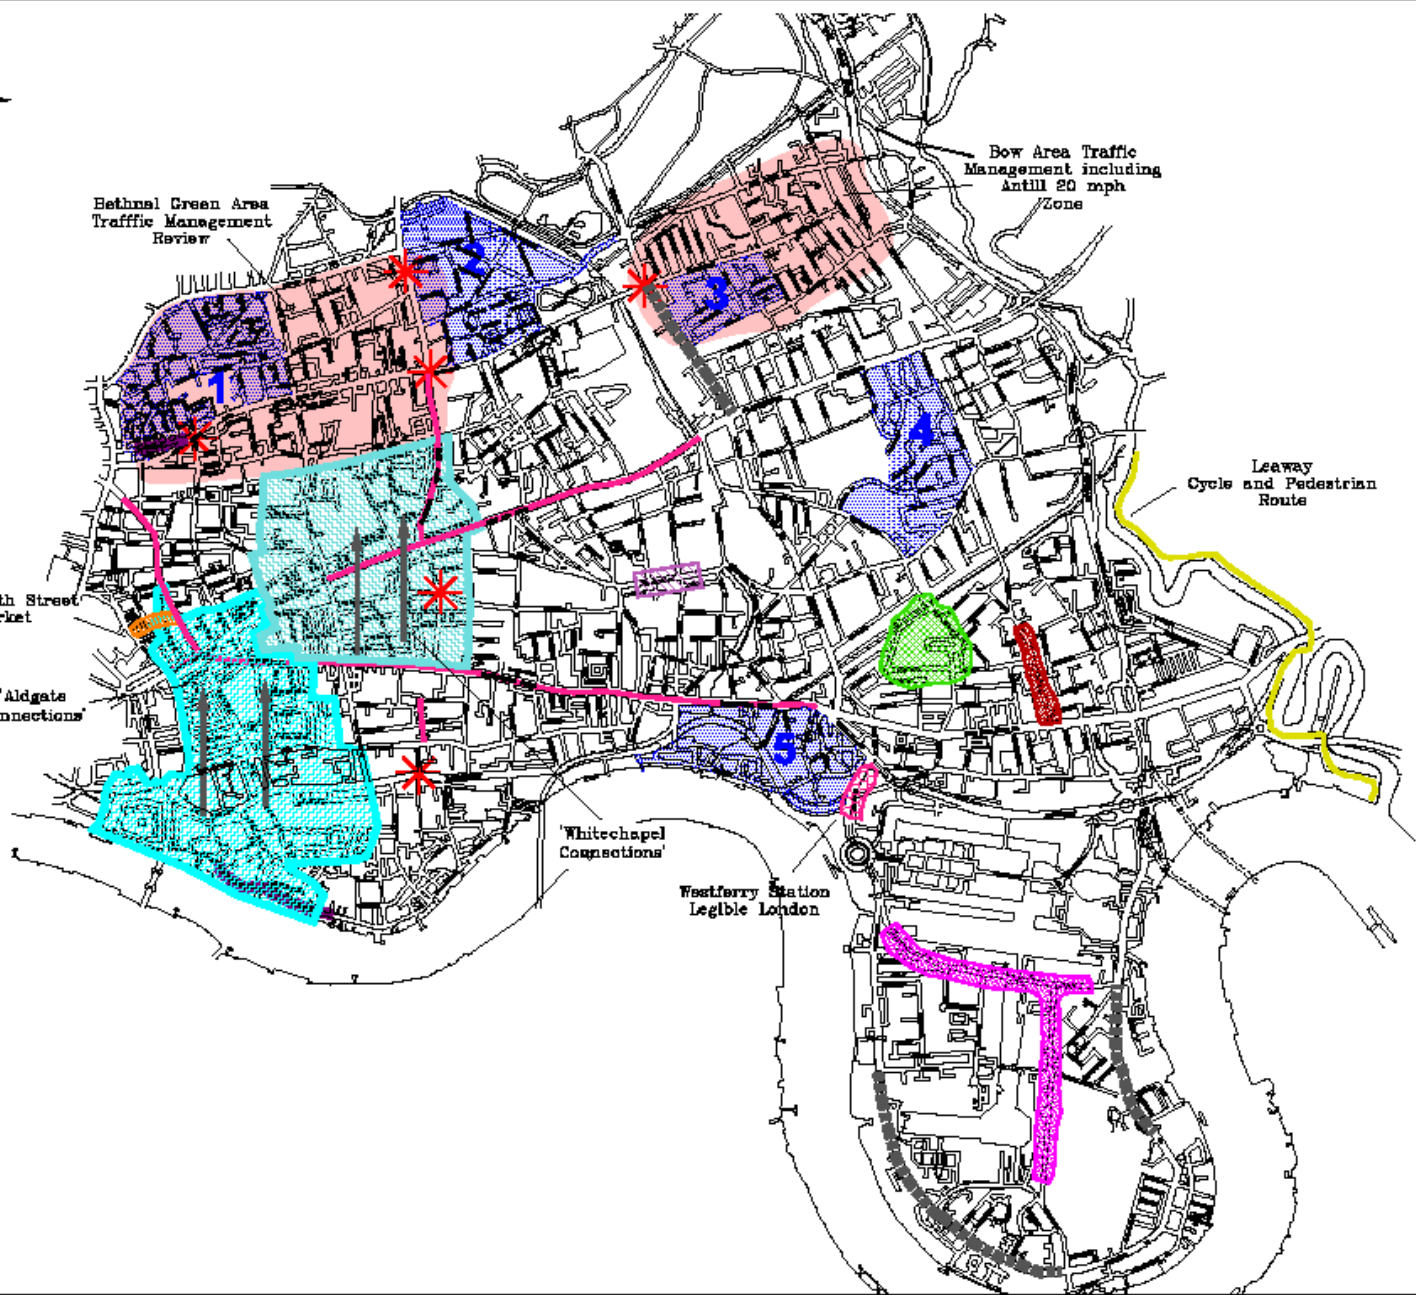 Bow Area Traffic
Management including
Antill 20 mph
Zone
Bethnal Green Area
Trafffic Management
Review
2
3
1
4
Leaway
Cycle and Pedestrian
Route
th Street
rket
'Aldgate
nnections'
5
'Whitechapel
Connections'
Westferry Station
Legible London